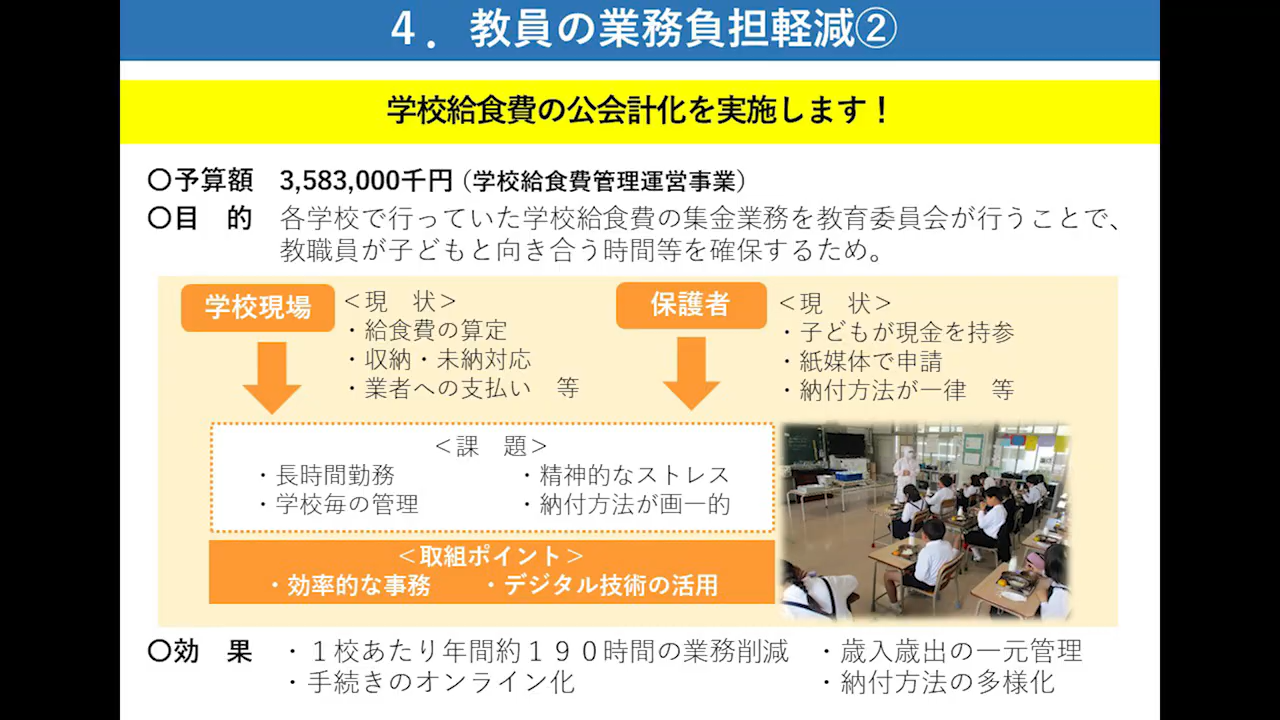 ４．教員の業務負担軽減②
学校給食費の公会計化を実施します！
〇予算額　3,583,000千円（学校給食費管理運営事業）
〇目　的　各学校で行っていた学校給食費の集金業務を教育委員会が行うことで、
教職員が子どもと向き合う時間等を確保するため。
学校現場
＜現　状＞
・給食費の算定
・収納・未納対応
・業者への支払い　等
保護者
＜現　状＞
・子どもが現金を持参
・紙媒体で申請
・納付方法が一律　等
＜課　題＞
・長時間勤務　・精神的なストレス
・学校毎の管理　・納付方法が画一的
＜取組ポイント＞
・効率的な事務　・デジタル技術の活用
〇効　果　・１校あたり年間約１９０時間の業務削減　・歳入歳出の一元管理
・手続きのオンライン化　・納付方法の多様化